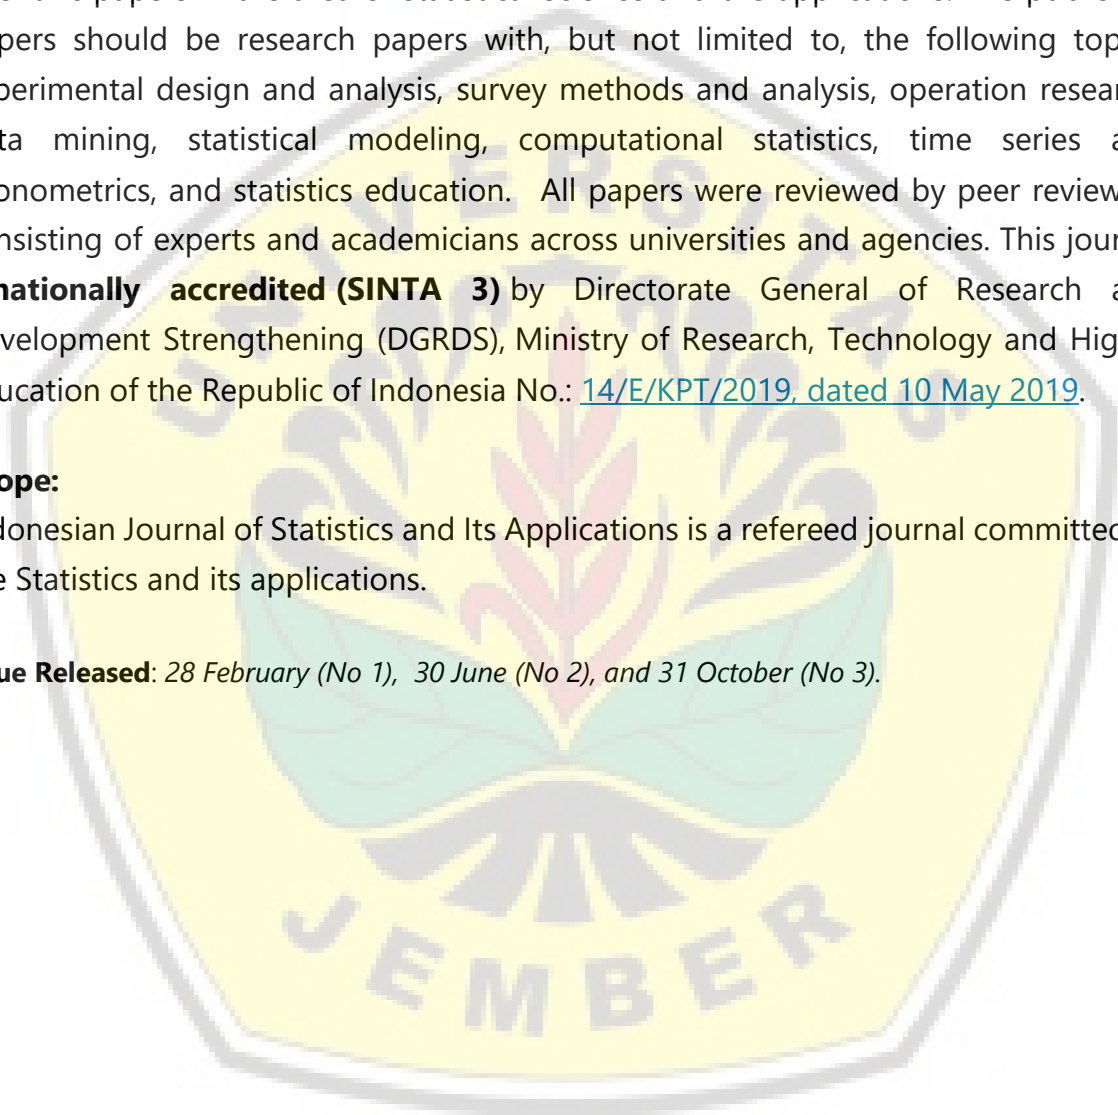 pers should be research papers with, but not limited to, the following top
perimental design and analysis, survey methods and analysis, operation resear
ta mining, statistical modeling, computational statistics, time series a
onometrics, and statistics education. All papers were reviewed by peer review
nsisting of experts and academicians across universities and agencies. This jour
nationally accredited (SINTA 3) by Directorate General of Research a
velopment Strengthening (DGRDS), Ministry of Research, Technology and Hig
ucation of the Republic of Indonesia No.: 14/E/KPT/2019, dated 10 May 2019.
ope:
donesian Journal of Statistics and Its Applications is a refereed journal committed
e Statistics and its applications.
ue Released: 28 February (No 1), 30 June (No 2), and 31 October (No 3).
UNIVERSITAS
JEMBER